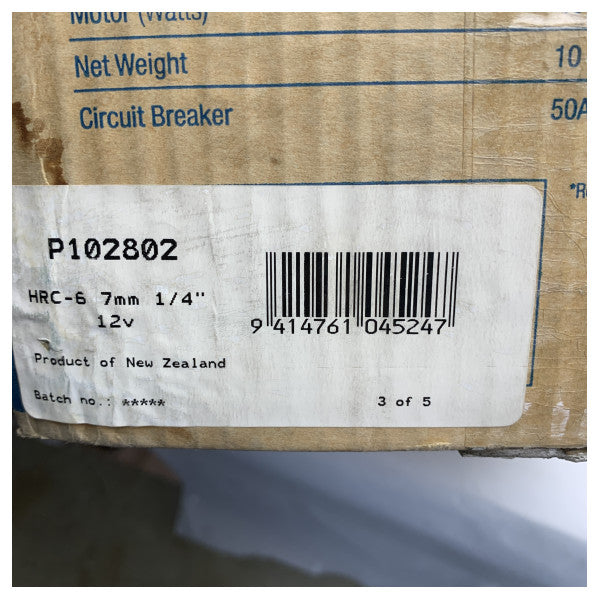 Motor (Watts)
Net Weight 10
Circuit Breaker 50A
P102802
HRC-6 7mm 1/4"
12v
9 414761 045247
Product of New Zealand
Batch no.: ***** 3 of 5